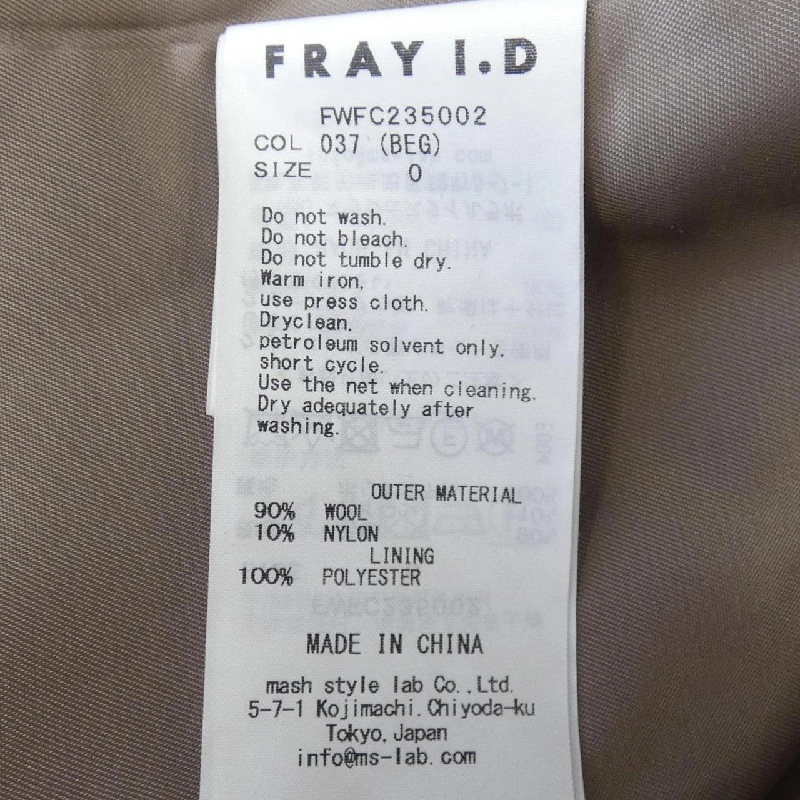 FRAY I.D
FWFC235002
COL 037 (BEG)
SIZE 0
Do not wash.
Do not bleach.
Do not tumble dry.
Warm iron,
use press cloth.
Dryclean,
petroleum solvent only.
short cycle.
Use the net when cleaning.
Dry adequately after
washing.
OUTER MATERIAL
90% WOOL
10% NYLON
LINING
100% POLYESTER
MADE IN CHINA
mash style lab Co.,Ltd.
5-7-1 Kojimachi.Chiyoda-ku
Tokyo, Japan
info@ms-lab.com